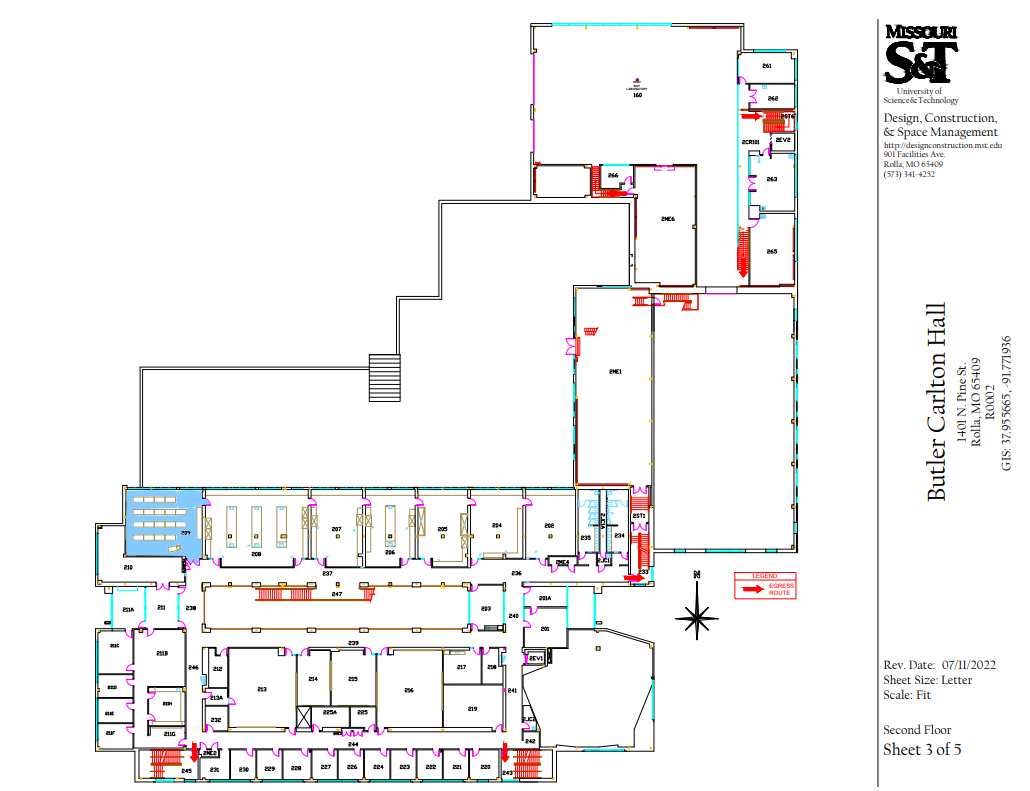 MISSOURI
S&T
University of
Science & Technology
Design, Construction,
& Space Management
http://designconstruction.mst.edu
901 Facilities Ave.
Rolla, MO 65409
(573) 341-4252
Butler Carlton Hall
1401 N. Pine St.
Rolla, MO 65409
R0002
GIS: 37.955665, -91.771936
Rev. Date: 07/11/2022
Sheet Size: Letter
Scale: Fit
Second Floor
Sheet 3 of 5
LEGEND
EGRESS
ROUTE
N
261
262
LABORATORY
160
2EV2
2CR101
263
266
2ME6
265
2ME1
2ST1
209
208
207
206
205
204
202
235
234
233
2ME4
210
237
236
247
211A
211
238
203
240
201A
201
239
211C
211B
246
212
213
214
215
216
217
218
219
241
2EV1
211D
211E
211F
211H
211G
213A
232
225A
225
242
244
2ME2
245
231
230
229
228
227
226
224
223
222
221
220
243